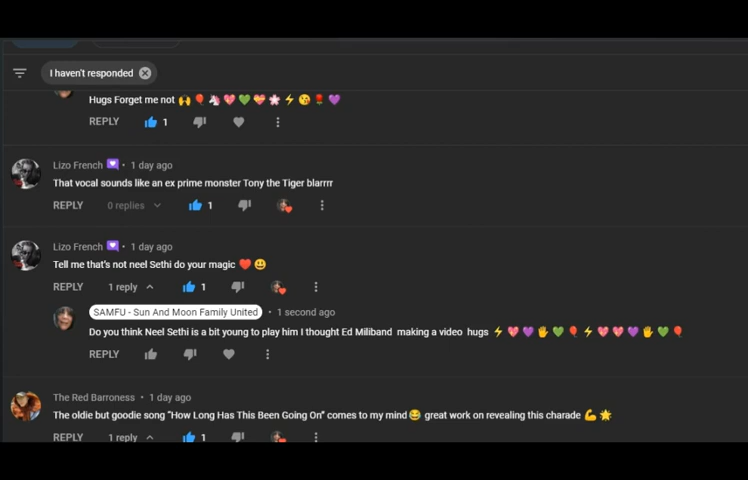 I haven't responded
Hugs Forget me not 🙌🎈🦄💖💚💝🌸⚡😘🌹💜
REPLY 1
Lizo French • 1 day ago
That vocal sounds like an ex prime monster Tony the Tiger blarrrr
REPLY 0 replies 1
Lizo French • 1 day ago
Tell me that's not neel Sethi do your magic ❤️😃
REPLY 1 reply 1
SAMFU - Sun And Moon Family United • 1 second ago
Do you think Neel Sethi is a bit young to play him I thought Ed Miliband making a video hugs ⚡💖💜✋💚🎈⚡💖💖💜✋💚🎈
REPLY
The Red Barroness • 1 day ago
The oldie but goodie song "How Long Has This Been Going On" comes to my mind😂 great work on revealing this charade 💪🌟
REPLY 1 reply 1